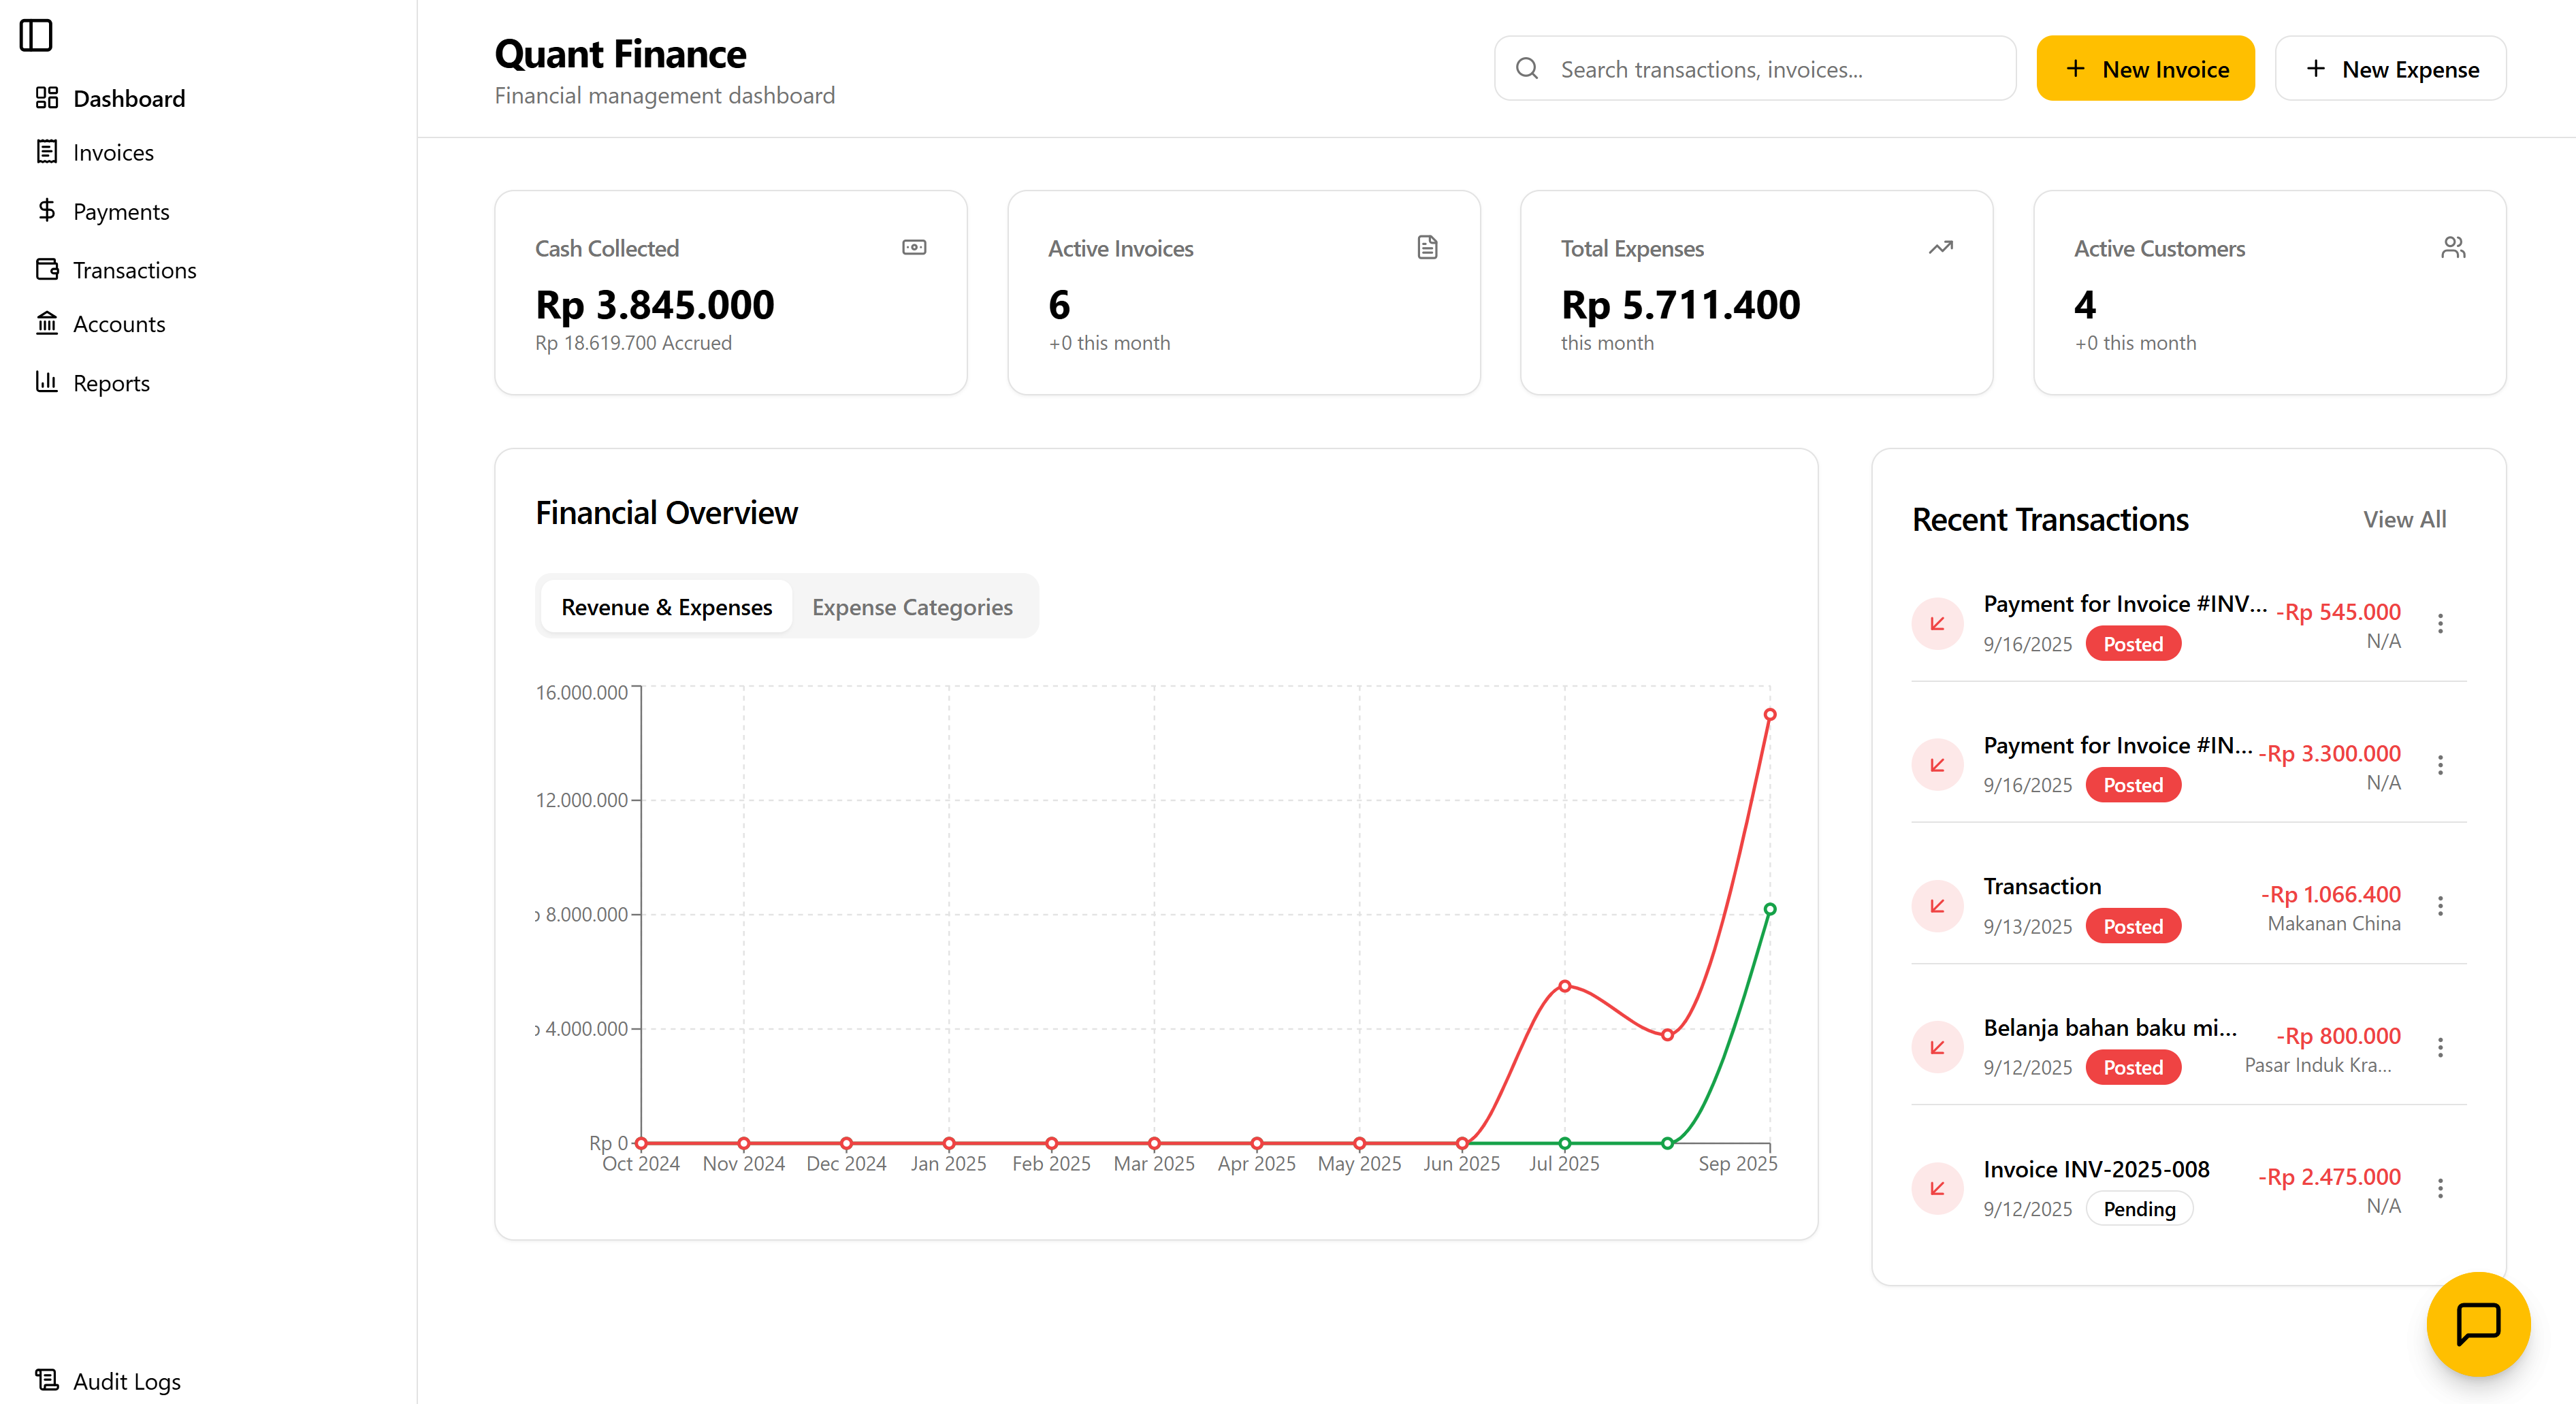 Dashboard
Invoices
Payments
Transactions
Accounts
Reports
Audit Logs
Quant Finance
Financial management dashboard
Search transactions, invoices...
New Invoice
New Expense
Cash Collected
Rp 3.845.000
Rp 18.619.700 Accrued
Active Invoices
6
+0 this month
Total Expenses
Rp 5.711.400
this month
Active Customers
4
+0 this month
Financial Overview
Revenue & Expenses
Expense Categories
16.000.000
12.000.000
8.000.000
4.000.000
Rp 0
Oct 2024 Nov 2024 Dec 2024 Jan 2025 Feb 2025 Mar 2025 Apr 2025 May 2025 Jun 2025 Jul 2025 Sep 2025
Recent Transactions
View All
Payment for Invoice #INV... -Rp 545.000
9/16/2025 Posted N/A
Payment for Invoice #IN... -Rp 3.300.000
9/16/2025 Posted N/A
Transaction -Rp 1.066.400
9/13/2025 Posted Makanan China
Belanja bahan baku mi... -Rp 800.000
9/12/2025 Posted Pasar Induk Kra...
Invoice INV-2025-008 -Rp 2.475.000
9/12/2025 Pending N/A